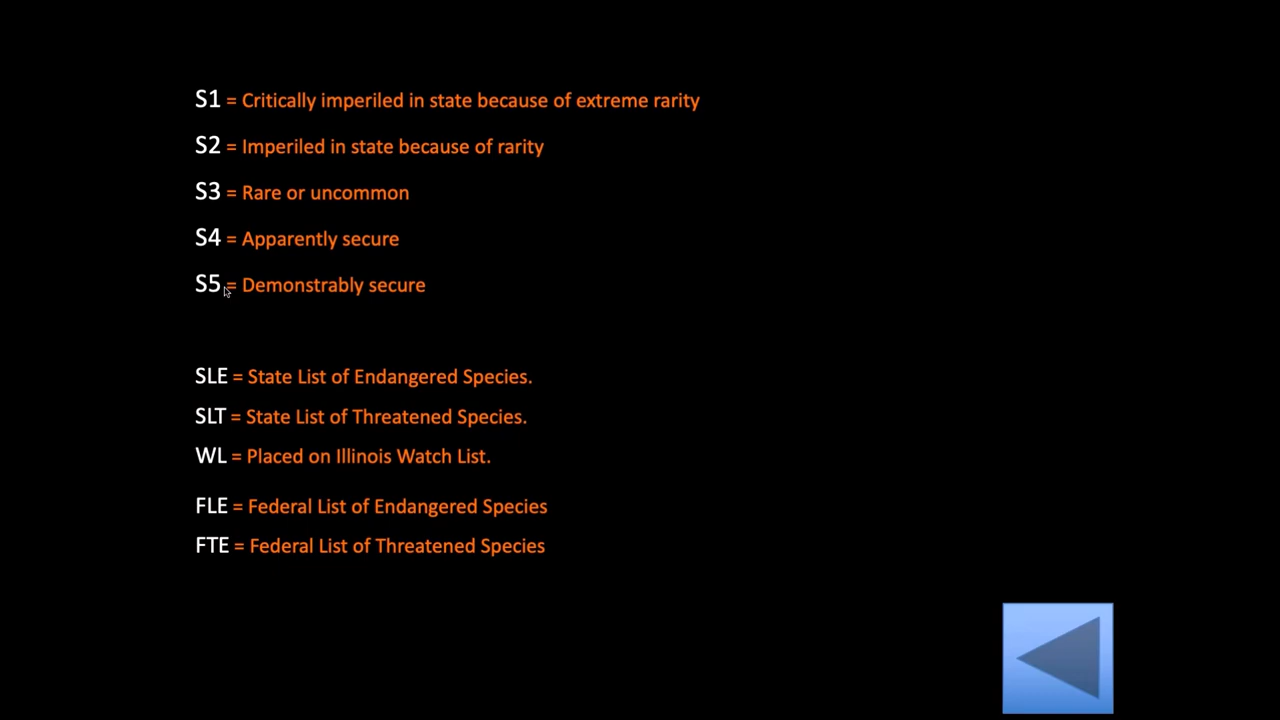 S1 = Critically imperiled in state because of extreme rarity
S2 = Imperiled in state because of rarity
S3 = Rare or uncommon
S4 = Apparently secure
S5 = Demonstrably secure
SLE = State List of Endangered Species.
SLT = State List of Threatened Species.
WL = Placed on Illinois Watch List.
FLE = Federal List of Endangered Species
FTE = Federal List of Threatened Species